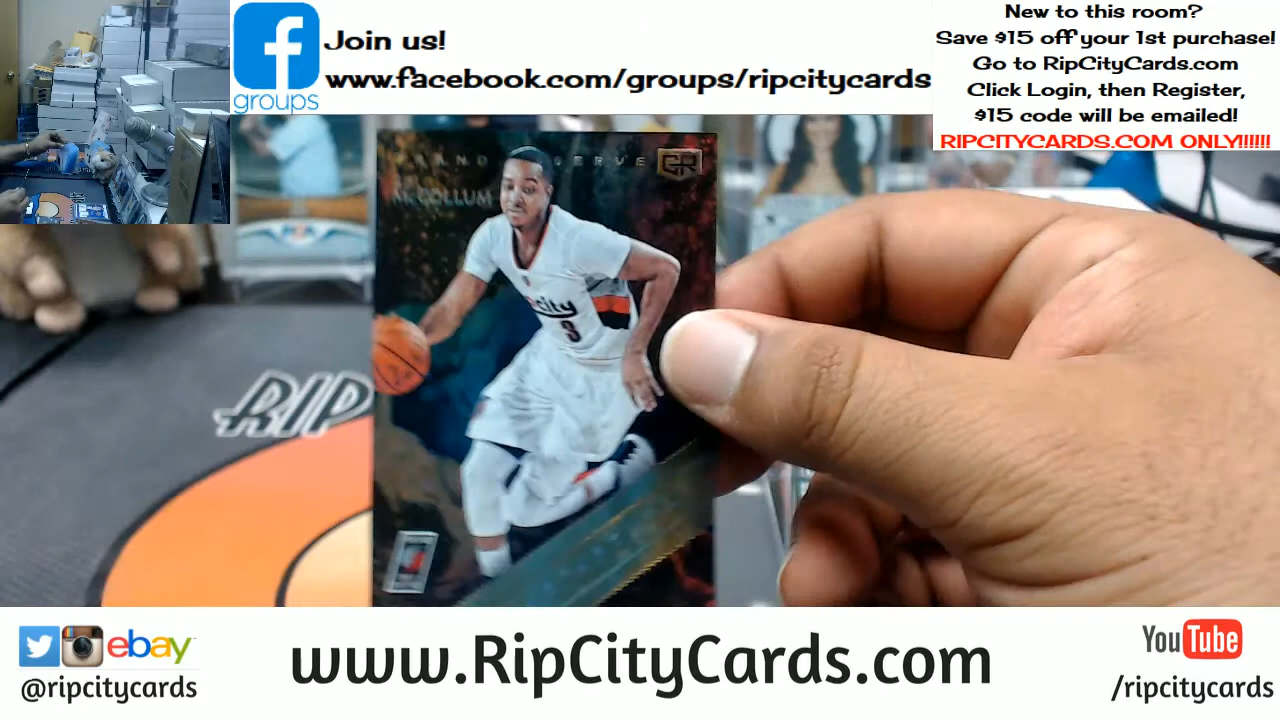 f
groups
Join us!
www.facebook.com/groups/ripcitycards
New to this room?
Save $15 off your 1st purchase!
Go to RipCityCards.com
Click Login, then Register,
$15 code will be emailed!
RIPCITYCARDS.COM ONLY!!!!!!
GR
McCOLLUM
city
3
RIP
ebay
@ripcitycards
www.RipCityCards.com
YouTube
/ripcitycards